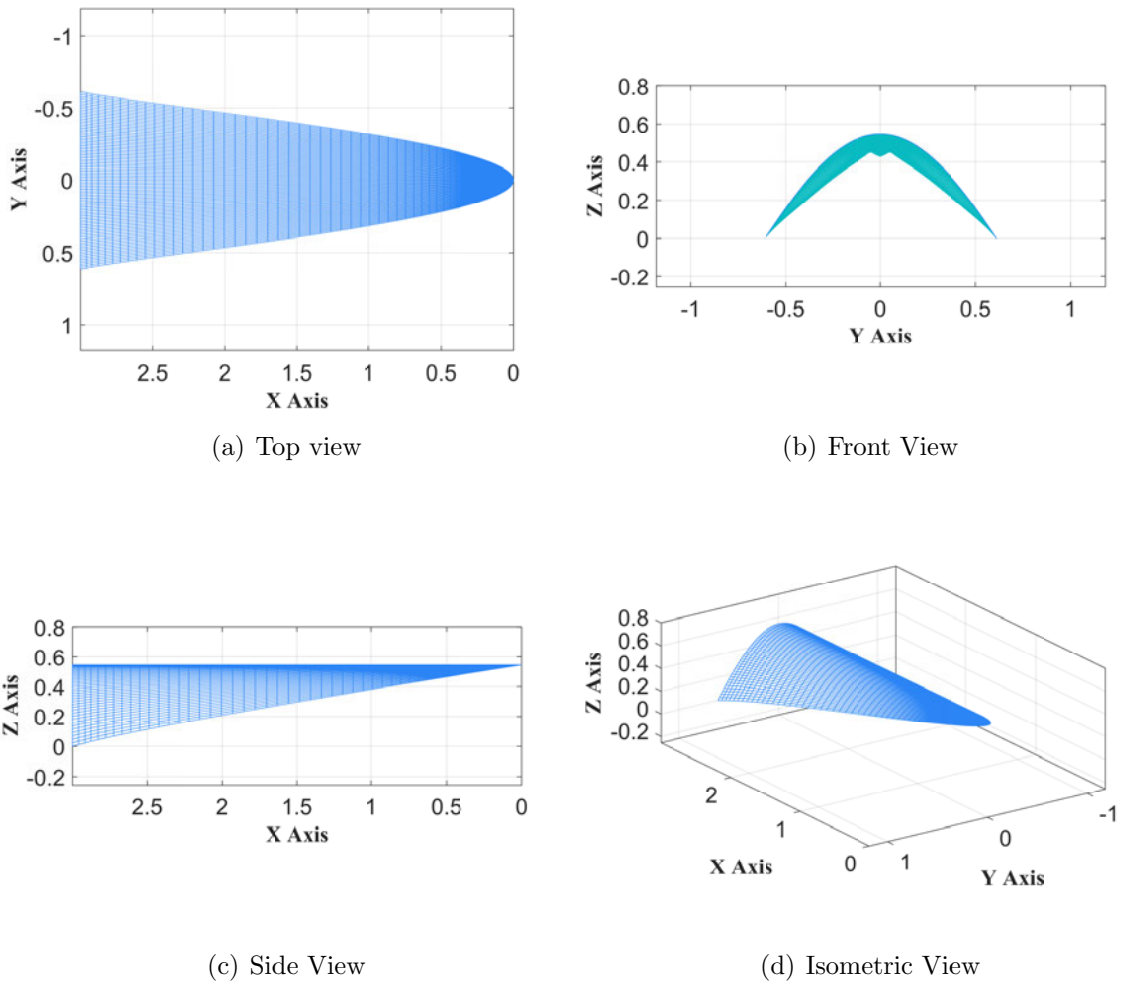 -1
-0.5
0
0.5
1
Y Axis
2.5 2 1.5 1 0.5 0
X Axis
(a) Top view
0.8
0.6
0.4
0.2
0
-0.2
Z Axis
-1 -0.5 0 0.5 1
Y Axis
(b) Front View
0.8
0.6
0.4
0.2
0
-0.2
Z Axis
2.5 2 1.5 1 0.5 0
X Axis
(c) Side View
0.8
0.6
0.4
0.2
0
-0.2
Z Axis
2
1
0
X Axis
1
0
-1
Y Axis
(d) Isometric View